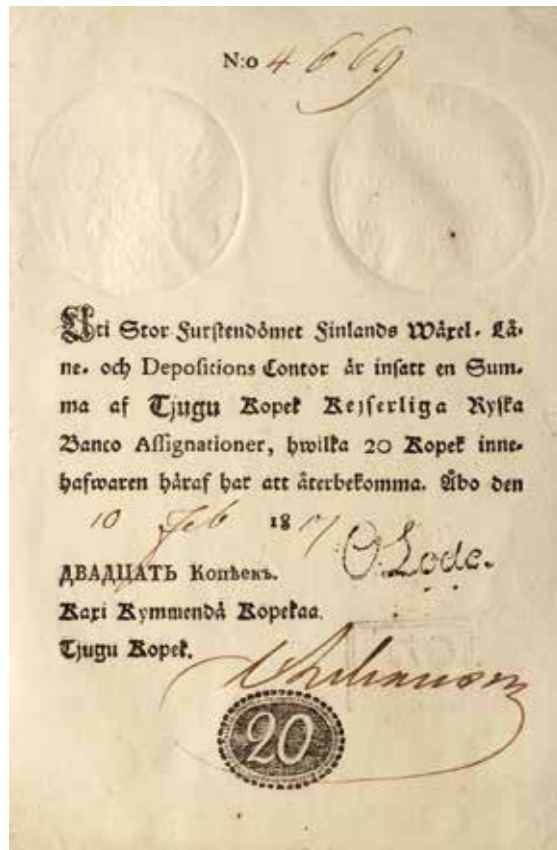 N:o 4669
Uti Stor Furstendömet Finlands Wäxel- Lå-
ne- och Depositions Contor är insatt en Sum-
ma af Tjugu Kopek Kejserliga Ryska
Banco Assignationer, hwilka 20 Kopek inne-
hafwaren häraf har att återbekomma. Åbo den
10 Feb 1817
O Lode.
ДВАДЦАТЬ Копѣекъ.
Kaxi Kymmendä Kopekaa.
Tjugu Kopek.
20